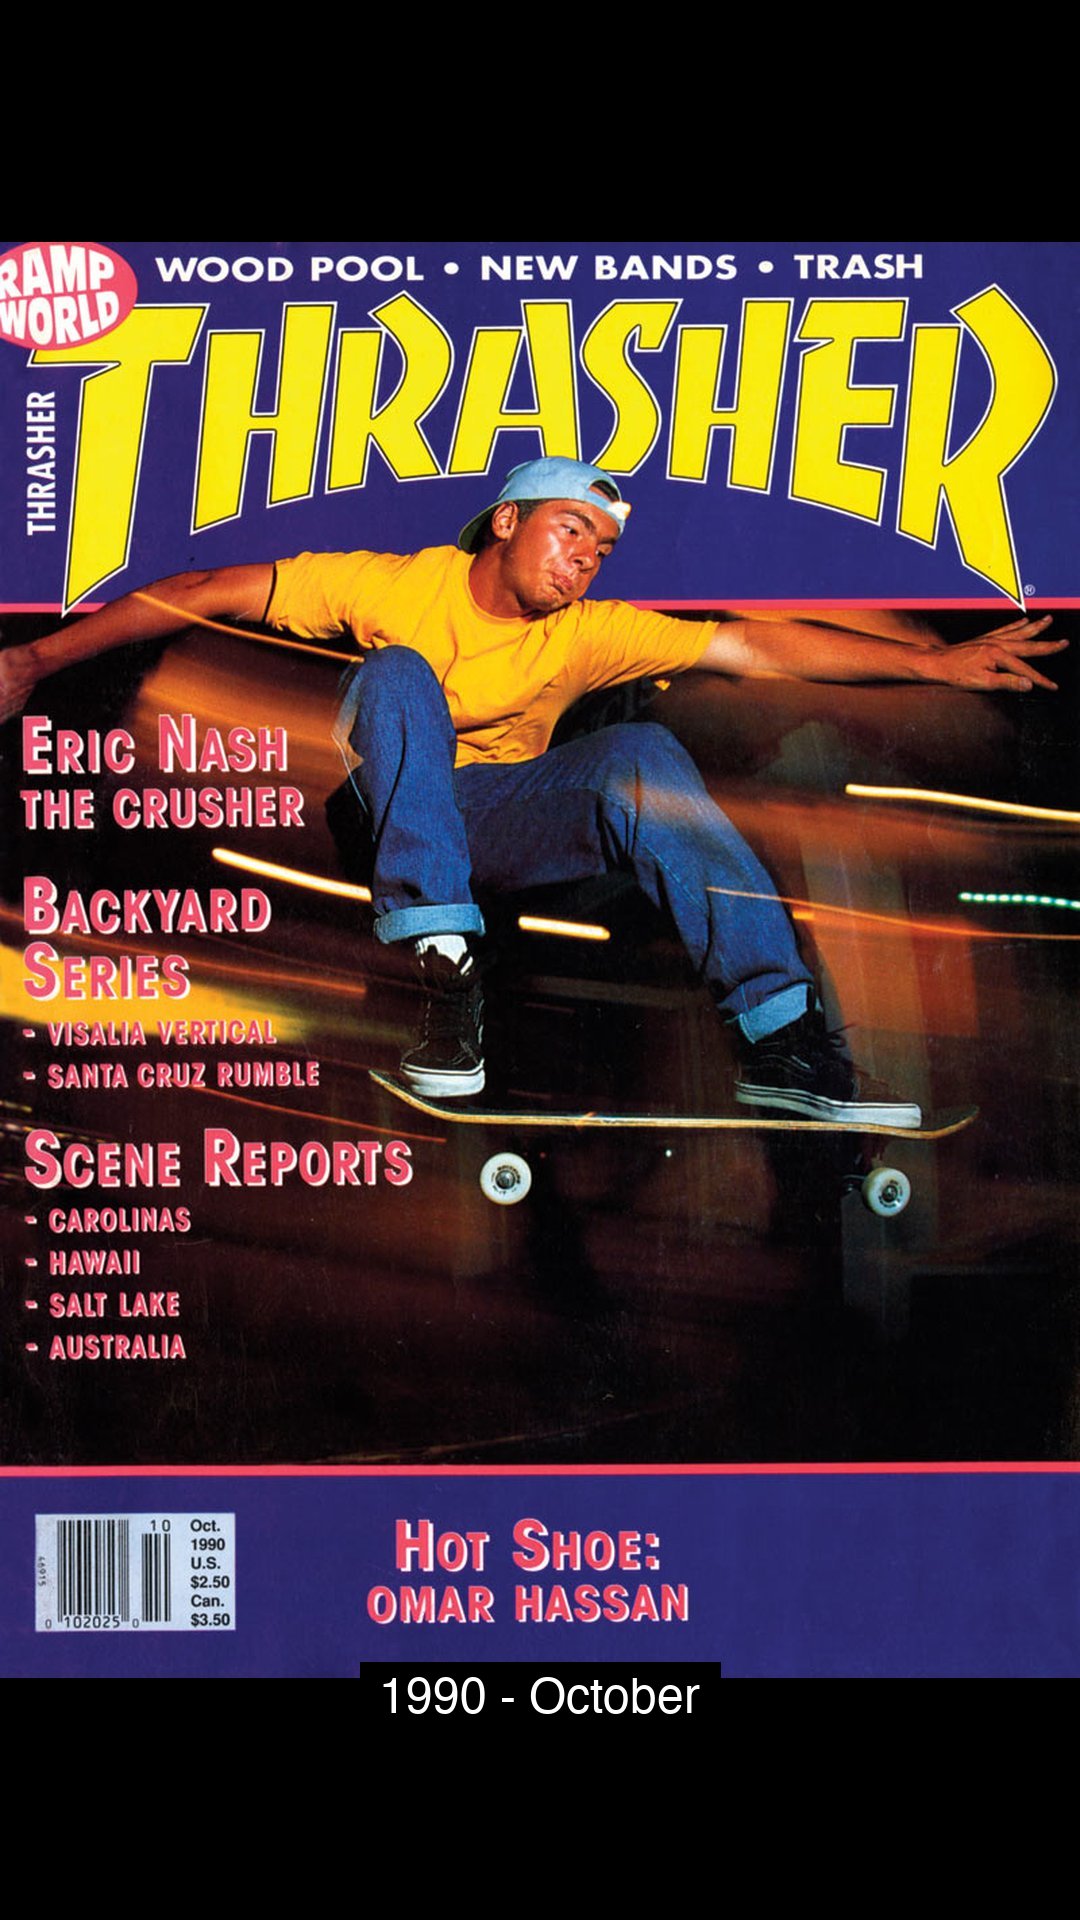 RAMP
WORLD
WOOD POOL • NEW BANDS • TRASH
THRASHER
THRASHER
®
ERIC NASH
THE CRUSHER
BACKYARD
SERIES
- VISALIA VERTICAL
- SANTA CRUZ RUMBLE
SCENE REPORTS
- CAROLINAS
- HAWAII
- SALT LAKE
- AUSTRALIA
10
Oct.
1990
U.S.
$2.50
Can.
$3.50
0 102025 0
HOT SHOE:
OMAR HASSAN
1990 - October